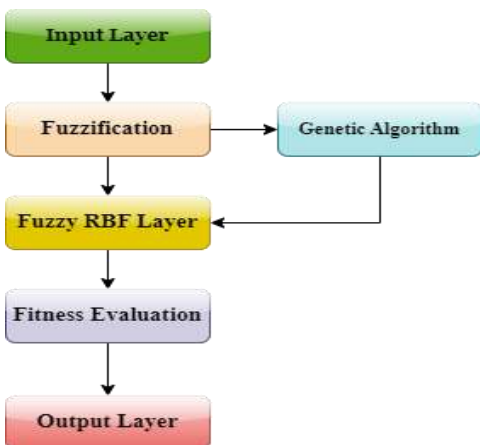 Input Layer
Fuzzification
Genetic Algorithm
Fuzzy RBF Layer
Fitness Evaluation
Output Layer